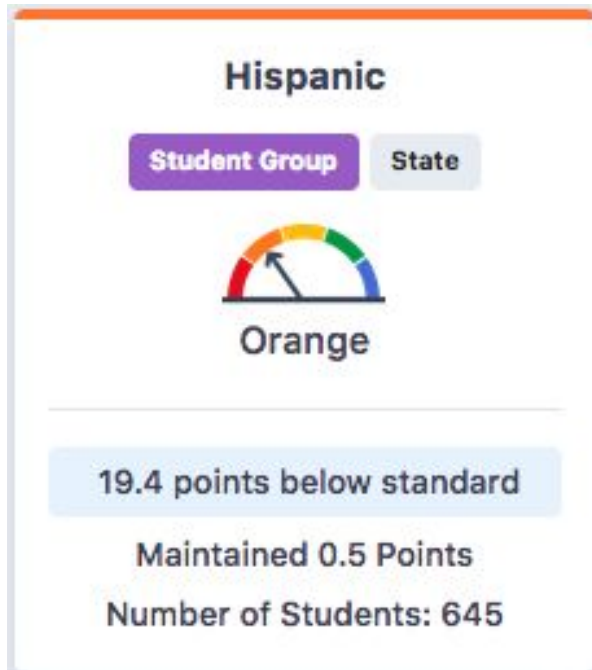 Hispanic
Student Group State
Orange
19.4 points below standard
Maintained 0.5 Points
Number of Students: 645